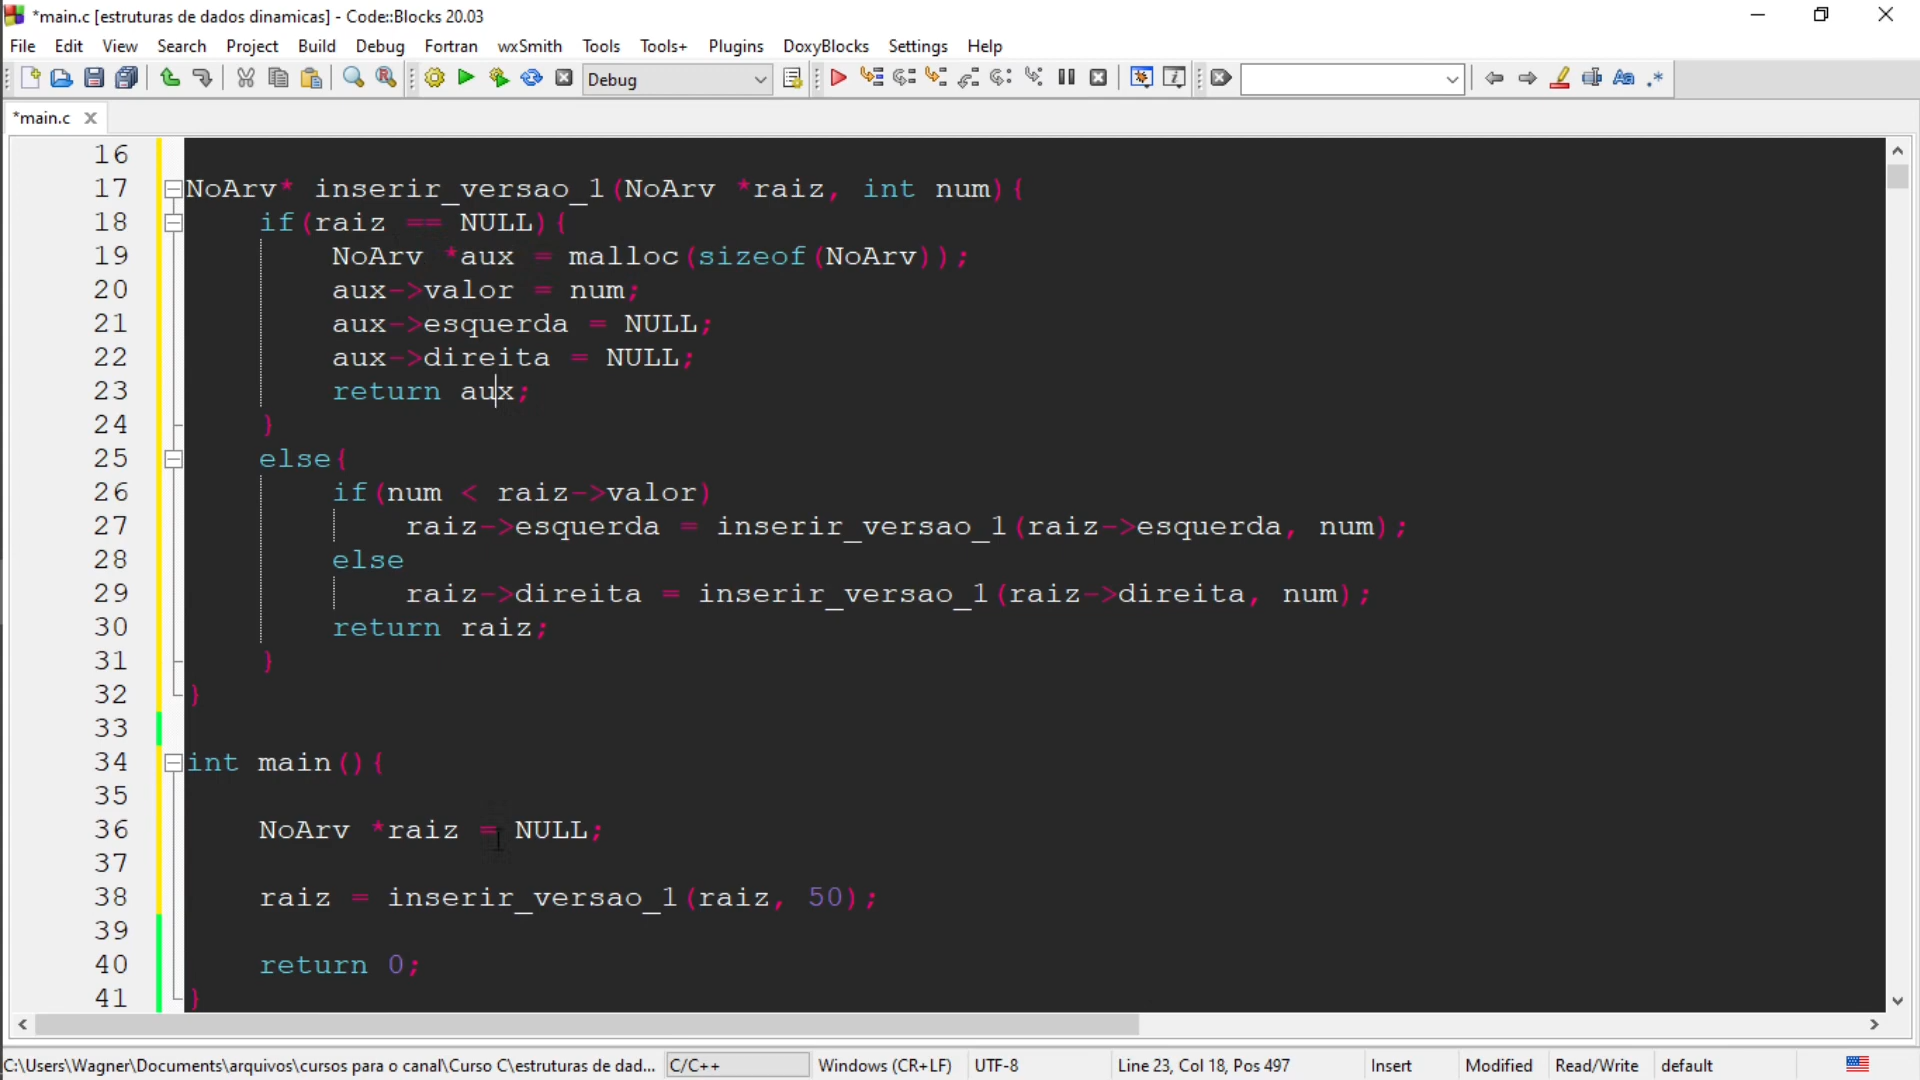 *main.c [estruturas de dados dinamicas] - Code::Blocks 20.03
File Edit View Search Project Build Debug Fortran wxSmith Tools Tools+ Plugins DoxyBlocks Settings Help
Debug
*main.c
16
17 NoArv* inserir_versao_1(NoArv *raiz, int num){
18 if(raiz == NULL){
19 NoArv *aux = malloc(sizeof(NoArv));
20 aux->valor = num;
21 aux->esquerda = NULL;
22 aux->direita = NULL;
23 return aux;
24 }
25 else{
26 if(num < raiz->valor)
27 raiz->esquerda = inserir_versao_1(raiz->esquerda, num);
28 else
29 raiz->direita = inserir_versao_1(raiz->direita, num);
30 return raiz;
31 }
32 }
33
34 int main(){
35
36 NoArv *raiz = NULL;
37
38 raiz = inserir_versao_1(raiz, 50);
39
40 return 0;
41 }
C:\Users\Wagner\Documents\arquivos\cursos para o canal\Curso C\estruturas de dad... C/C++ Windows (CR+LF) UTF-8 Line 23, Col 18, Pos 497 Insert Modified Read/Write default